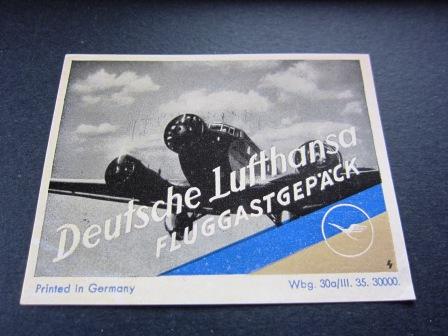 Deutsche Lufthansa
FLUGGASTGEPÄCK
Printed in Germany
Wbg. 30a/III. 35. 30000.